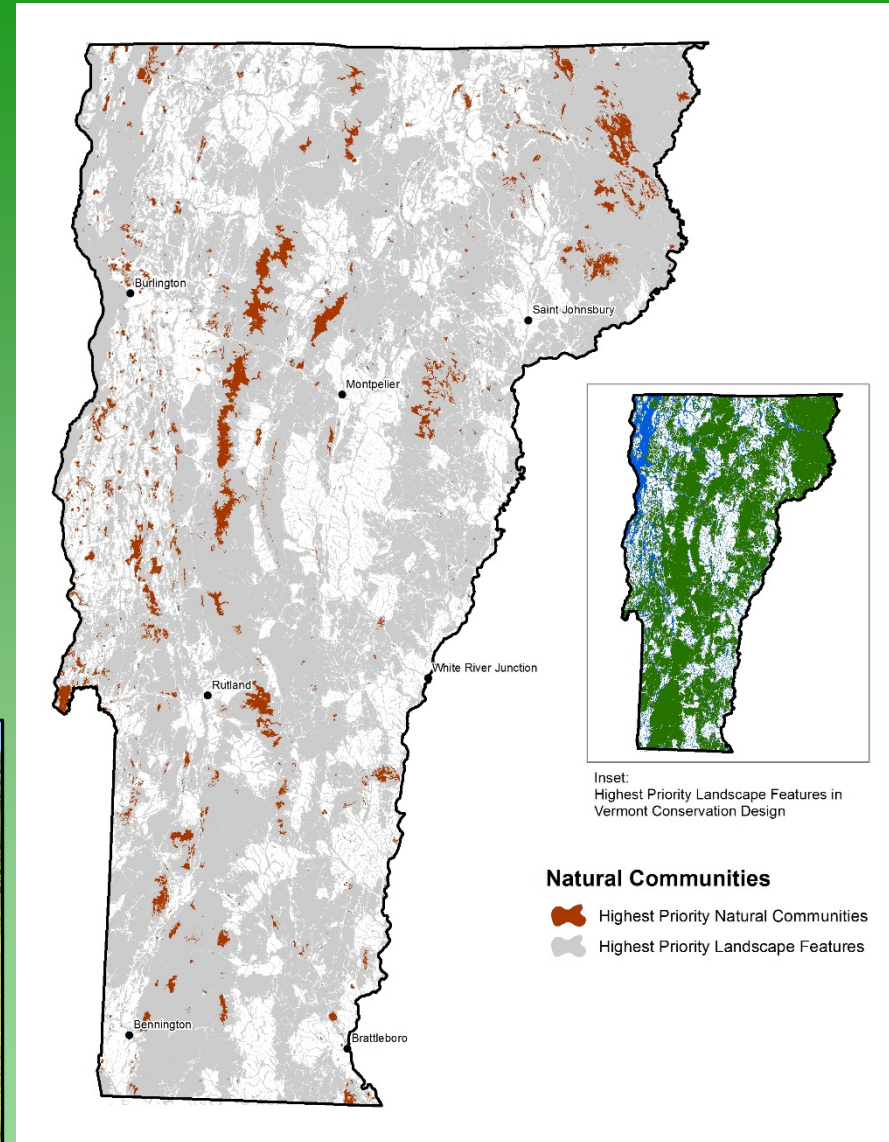 Burlington
Saint Johnsbury
Montpelier
White River Junction
Rutland
Inset:
Highest Priority Landscape Features in
Vermont Conservation Design
Natural Communities
Highest Priority Natural Communities
Highest Priority Landscape Features
Bennington
Brattleboro